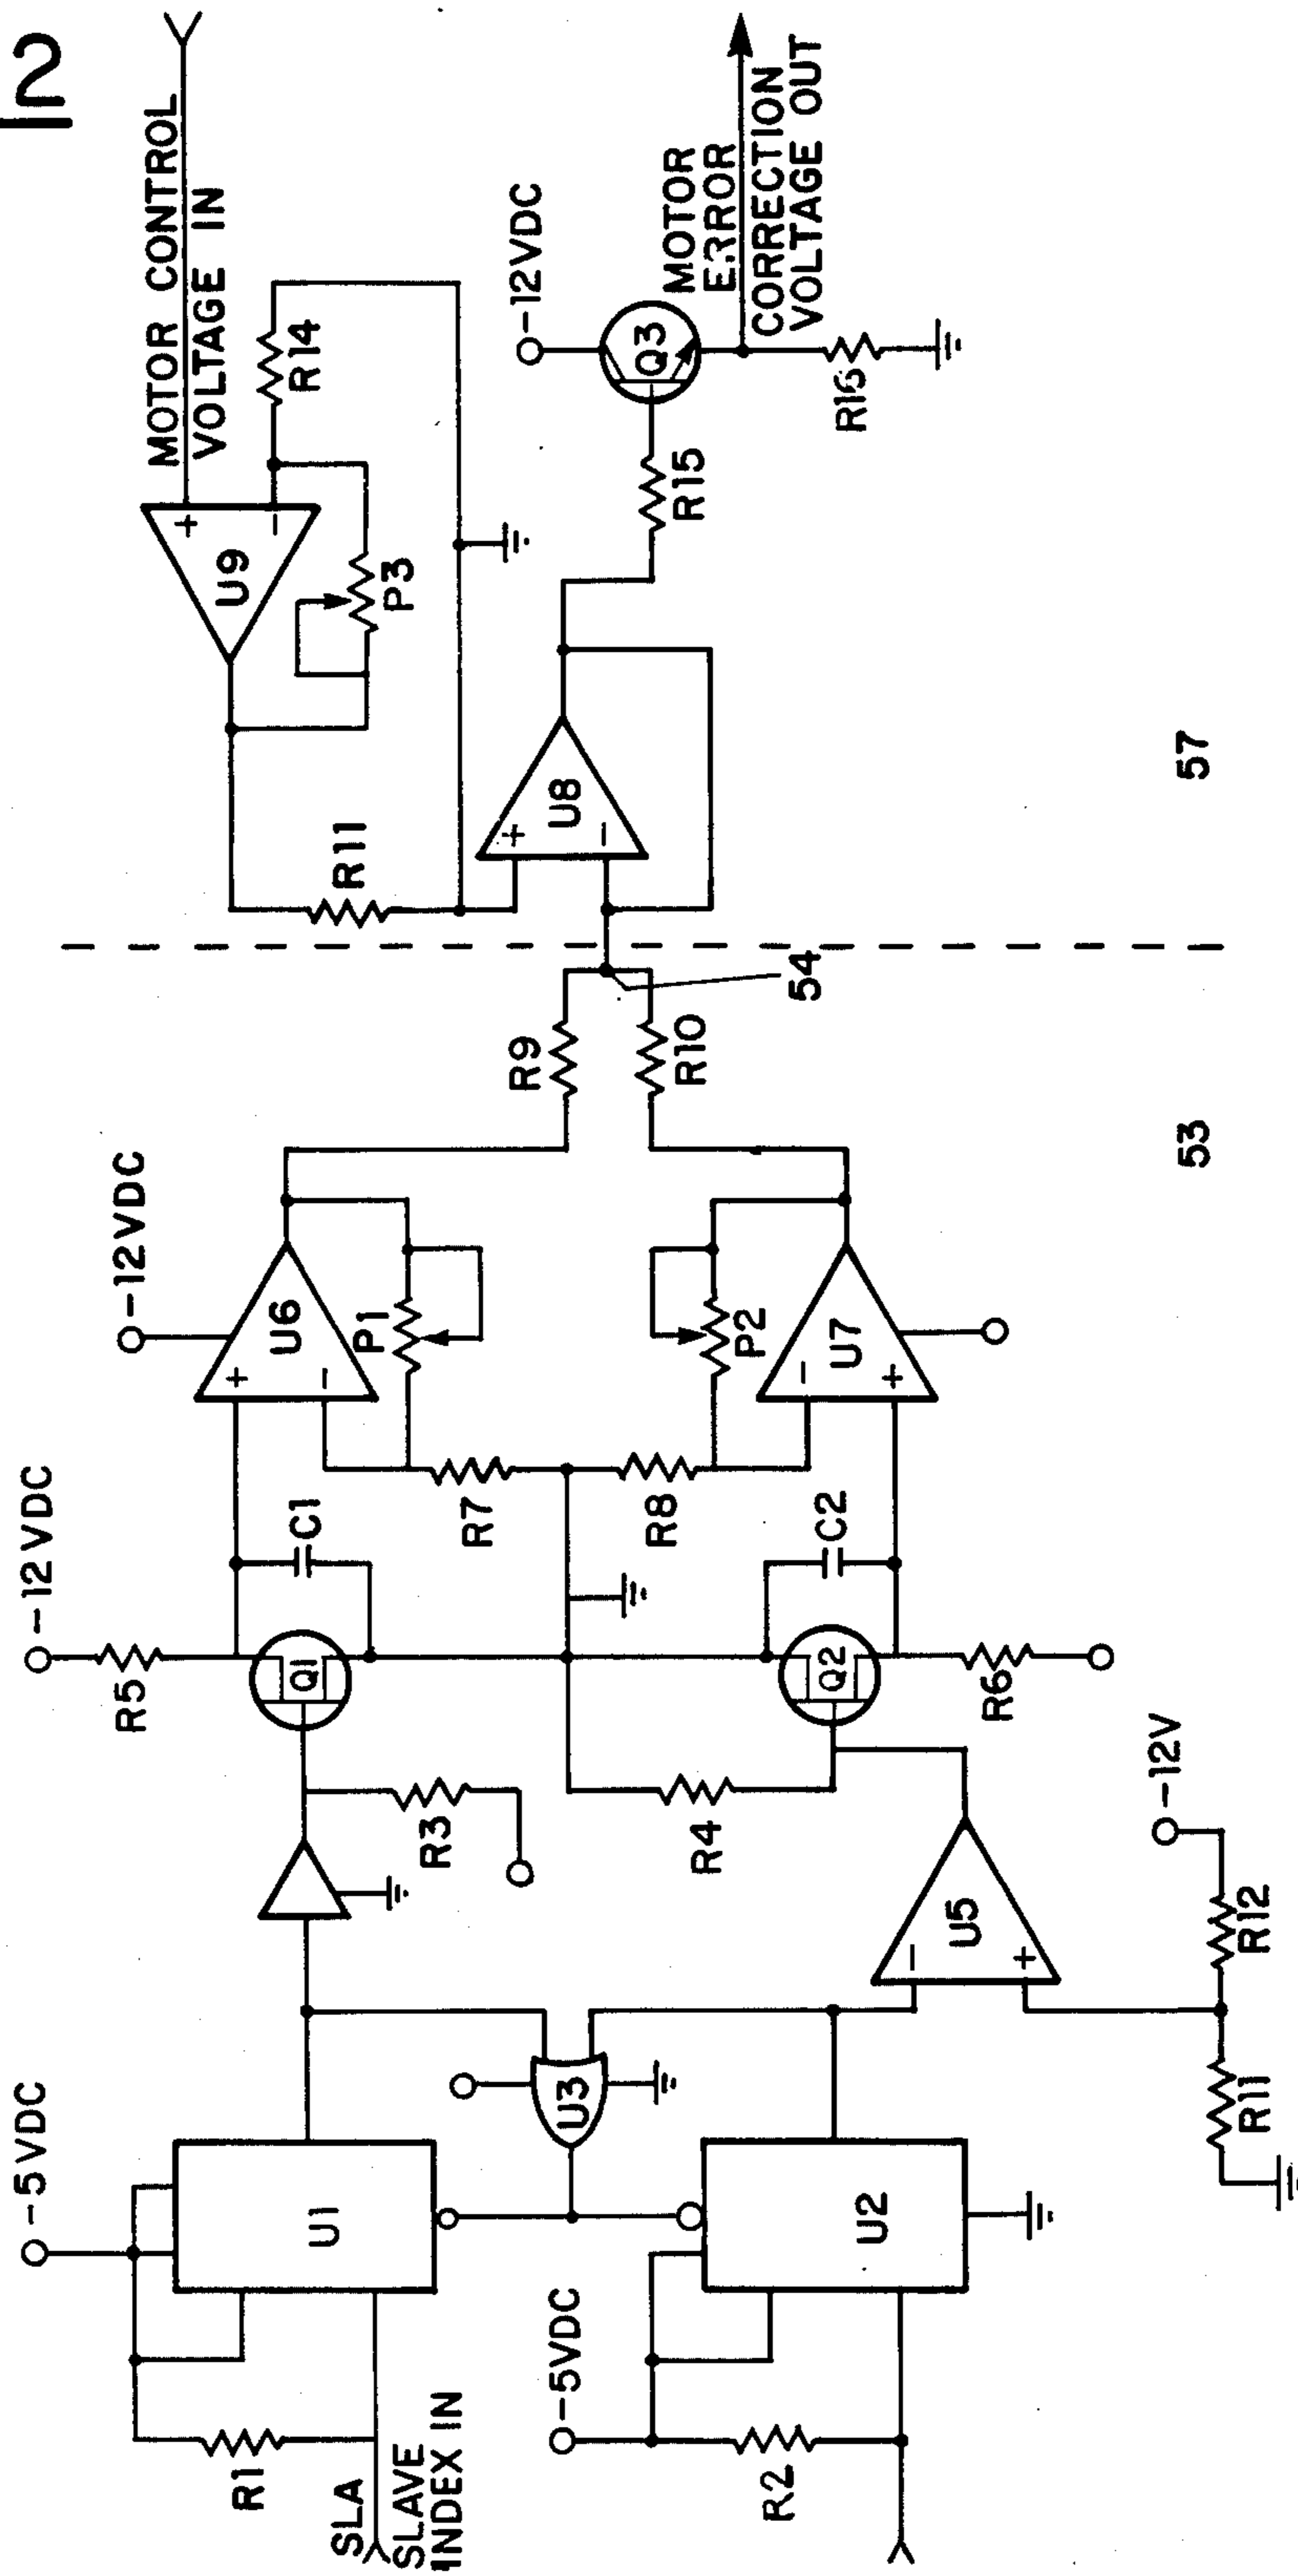 12
MOTOR CONTROL
VOLTAGE IN
+
−
U9
R14
P3
R11
−12VDC
Q3
MOTOR
ERROR
CORRECTION
VOLTAGE OUT
R15
R16
+
−
U8
57
54
53
R9
R10
−12VDC
+
−
U6
P1
P2
−
+
U7
−12VDC
C1
R7
R8
C2
R5
Q1
Q2
R6
R3
R4
−
+
U5
−12V
R12
R11
U3
−5VDC
U1
R1
SLA
SLAVE
INDEX IN
−5VDC
U2
R2